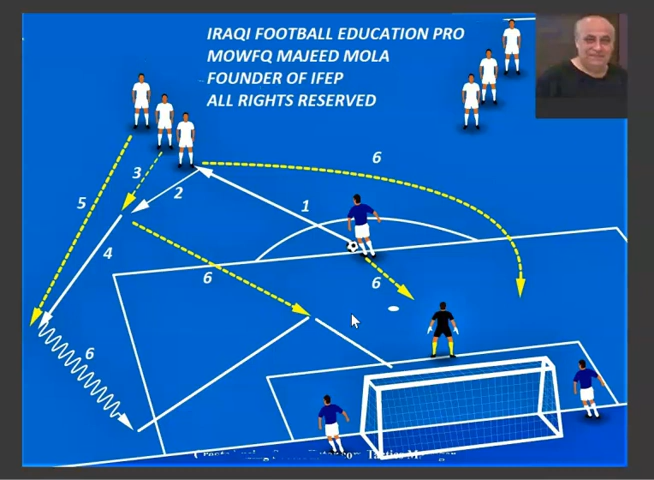 IRAQI FOOTBALL EDUCATION PRO
MOWFQ MAJEED MOLA
FOUNDER OF IFEP
ALL RIGHTS RESERVED
6
3
5
2
1
4
6
6
6